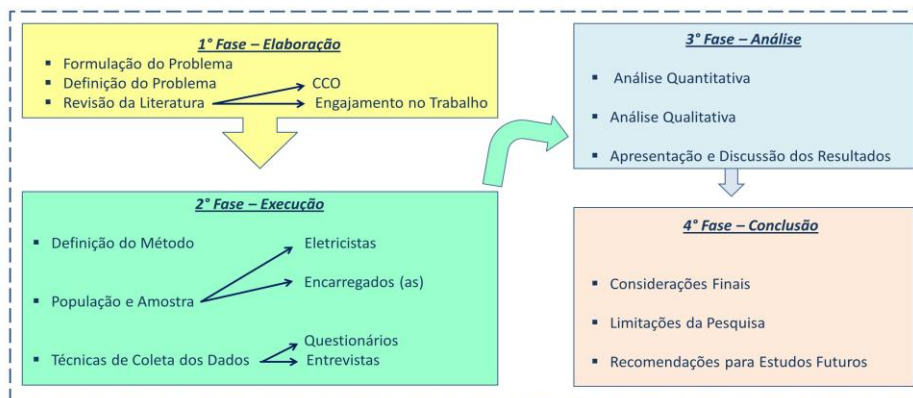 1° Fase – Elaboração
Formulação do Problema
Definição do Problema
Revisão da Literatura
CCO
Engajamento no Trabalho
2° Fase – Execução
Definição do Método
População e Amostra
Eletricistas
Encarregados (as)
Técnicas de Coleta dos Dados
Questionários
Entrevistas
3° Fase – Análise
Análise Quantitativa
Análise Qualitativa
Apresentação e Discussão dos Resultados
4° Fase – Conclusão
Considerações Finais
Limitações da Pesquisa
Recomendações para Estudos Futuros